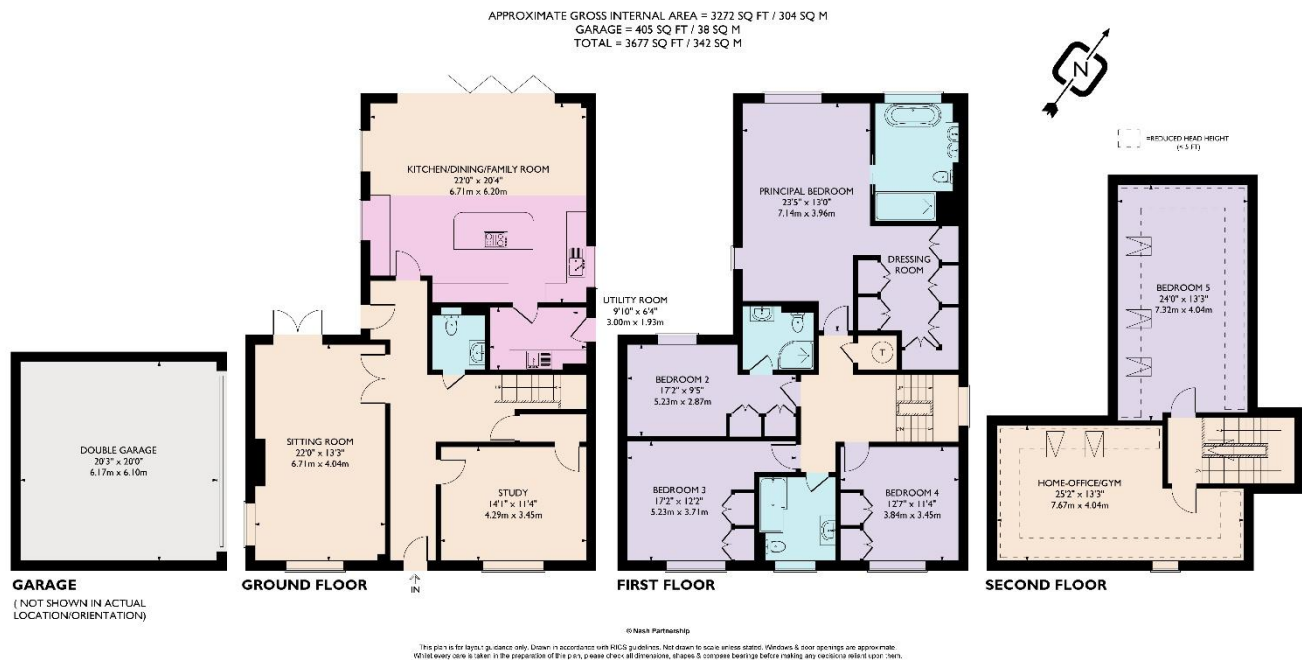 APPROXIMATE GROSS INTERNAL AREA = 3272 SQ FT / 304 SQ M
GARAGE = 405 SQ FT / 38 SQ M
TOTAL = 3677 SQ FT / 342 SQ M
N
=REDUCED HEAD HEIGHT
(< 5 FT)
KITCHEN/DINING/FAMILY ROOM
22'0" x 20'4"
6.71m x 6.20m
UTILITY ROOM
9'10" x 6'4"
3.00m x 1.93m
SITTING ROOM
22'0" x 13'3"
6.71m x 4.04m
STUDY
14'1" x 11'4"
4.29m x 3.45m
IN
DOUBLE GARAGE
20'3" x 20'0"
6.17m x 6.10m
GARAGE
( NOT SHOWN IN ACTUAL
LOCATION/ORIENTATION)
GROUND FLOOR
PRINCIPAL BEDROOM
23'5" x 13'0"
7.14m x 3.96m
DRESSING
ROOM
T
BEDROOM 2
17'2" x 9'5"
5.23m x 2.87m
BEDROOM 3
17'2" x 12'2"
5.23m x 3.71m
BEDROOM 4
12'7" x 11'4"
3.84m x 3.45m
FIRST FLOOR
BEDROOM 5
24'0" x 13'3"
7.32m x 4.04m
HOME-OFFICE/GYM
25'2" x 13'3"
7.67m x 4.04m
SECOND FLOOR
© Nash Partnership
This plan is for layout guidance only. Drawn in accordance with RICS guidelines. Not drawn to scale unless stated. Windows & door openings are approximate.
Whilst every care is taken in the preparation of this plan, please check all dimensions, shapes & compass bearings before making any decisions reliant upon them.